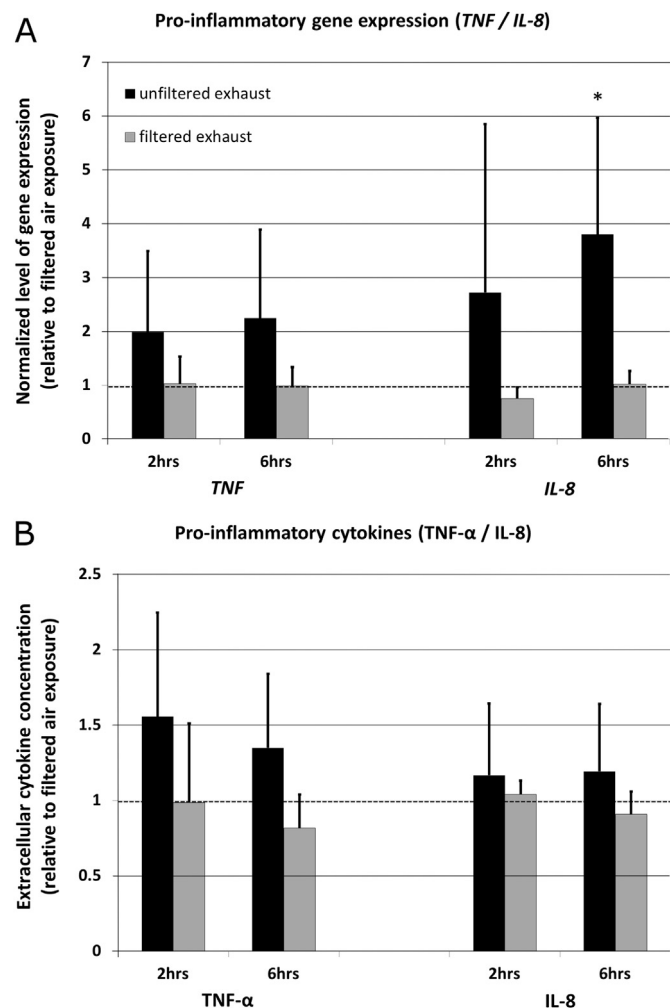 A
Pro-inflammatory gene expression (TNF / IL-8)
Normalized level of gene expression
(relative to filtered air exposure)
7
6
5
4
3
2
1
0
unfiltered exhaust
filtered exhaust
*
2hrs 6hrs 2hrs 6hrs
TNF IL-8
B
Pro-inflammatory cytokines (TNF-α / IL-8)
Extracellular cytokine concentration
(relative to filtered air exposure)
2.5
2
1.5
1
0.5
0
2hrs 6hrs 2hrs 6hrs
TNF-α IL-8